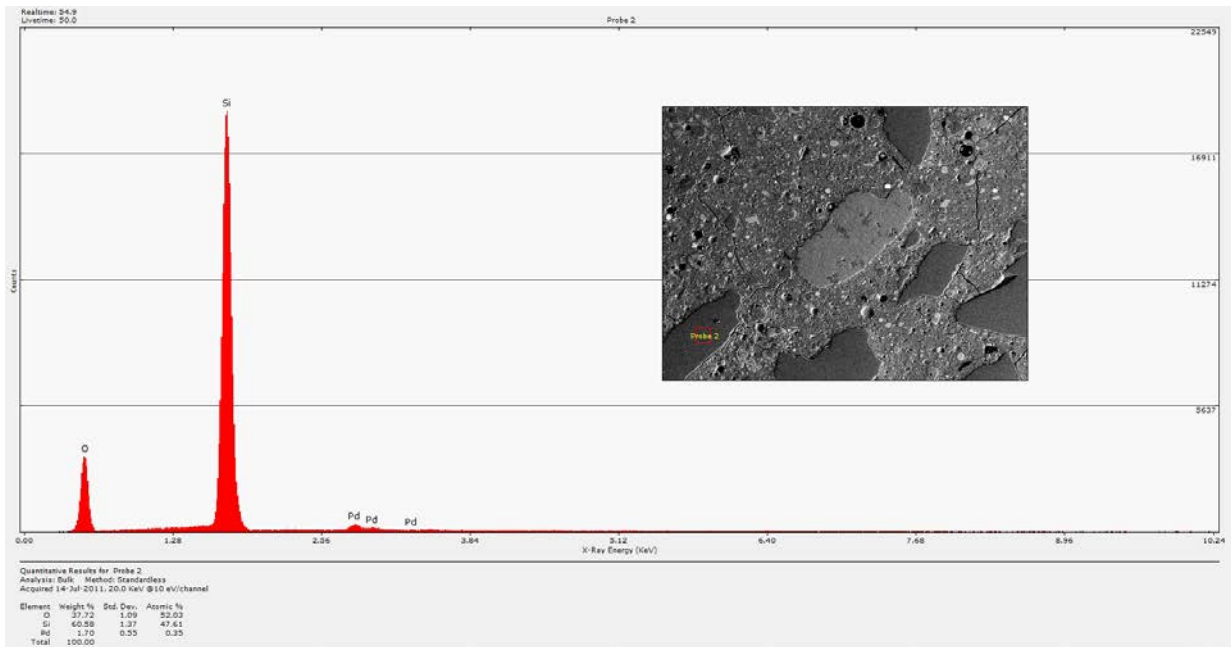 Realtime: 54.9
Livetime: 50.0
Probe 2
22549
Si
16911
11274
Counts
Probe 2
5637
O
Pd
Pd
Pd
0.00 1.28 2.56 3.84 5.12 6.40 7.68 8.96 10.24
X-Ray Energy (KeV)
Quantitative Results for Probe 2
Analysis: Bulk Method: Standardless
Acquired 14-Jul-2011, 20.0 KeV @10 eV/channel
Element Weight % Std. Dev. Atomic %
O 37.72 1.09 52.03
Si 60.58 1.37 47.61
Pd 1.70 0.55 0.35
Total 100.00